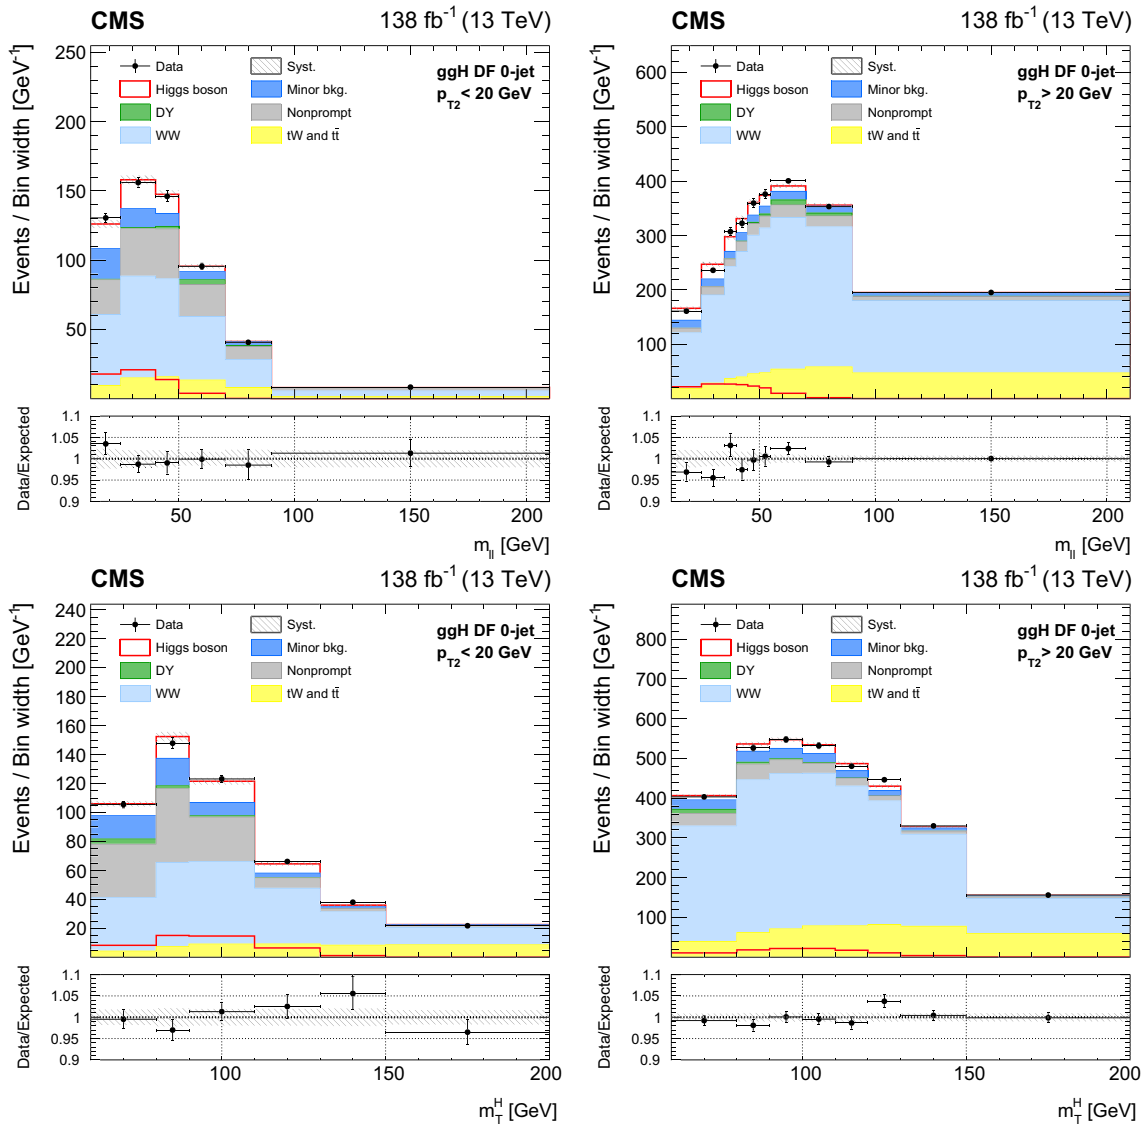 CMS 138 fb⁻¹ (13 TeV)
Events / Bin width [GeV⁻¹]
250
200
150
100
50
Data
Higgs boson
DY
WW
Syst.
Minor bkg.
Nonprompt
tW and tt̄
ggH DF 0-jet
p_T2 < 20 GeV
Data/Expected
1.1
1.05
1
0.95
0.9
50 100 150 200
m_ll [GeV]
CMS 138 fb⁻¹ (13 TeV)
Events / Bin width [GeV⁻¹]
600
500
400
300
200
100
Data
Higgs boson
DY
WW
Syst.
Minor bkg.
Nonprompt
tW and tt̄
ggH DF 0-jet
p_T2 > 20 GeV
Data/Expected
1.1
1.05
1
0.95
0.9
50 100 150 200
m_ll [GeV]
CMS 138 fb⁻¹ (13 TeV)
Events / Bin width [GeV⁻¹]
240
220
200
180
160
140
120
100
80
60
40
20
Data
Higgs boson
DY
WW
Syst.
Minor bkg.
Nonprompt
tW and tt̄
ggH DF 0-jet
p_T2 < 20 GeV
Data/Expected
1.1
1.05
1
0.95
0.9
100 150 200
m_T^H [GeV]
CMS 138 fb⁻¹ (13 TeV)
Events / Bin width [GeV⁻¹]
800
700
600
500
400
300
200
100
Data
Higgs boson
DY
WW
Syst.
Minor bkg.
Nonprompt
tW and tt̄
ggH DF 0-jet
p_T2 > 20 GeV
Data/Expected
1.1
1.05
1
0.95
0.9
100 150 200
m_T^H [GeV]